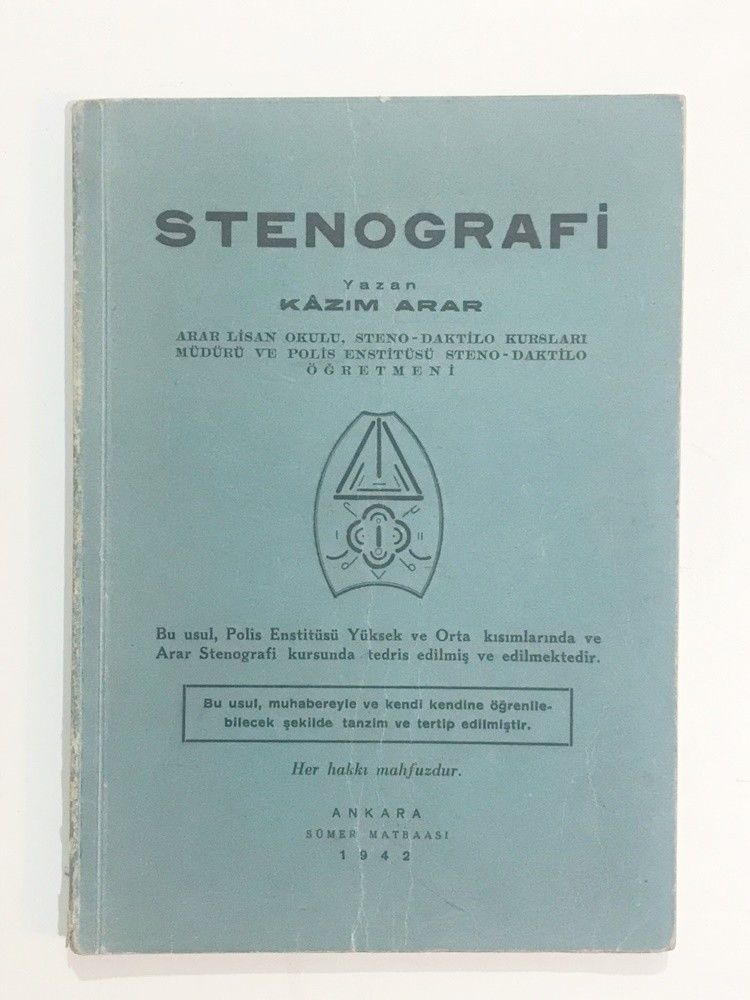 STENOGRAFİ
Yazan
KÂZIM ARAR
ARAR LİSAN OKULU, STENO-DAKTİLO KURSLARI
MÜDÜRÜ VE POLİS ENSTİTÜSÜ STENO-DAKTİLO
ÖĞRETMENİ
I II
Bu usul, Polis Enstitüsü Yüksek ve Orta kısımlarında ve
Arar Stenografi kursunda tedris edilmiş ve edilmektedir.
Bu usul, muhabereyle ve kendi kendine öğrenile-
bilecek şekilde tanzim ve tertip edilmiştir.
Her hakkı mahfuzdur.
ANKARA
SÜMER MATBAASI
1942